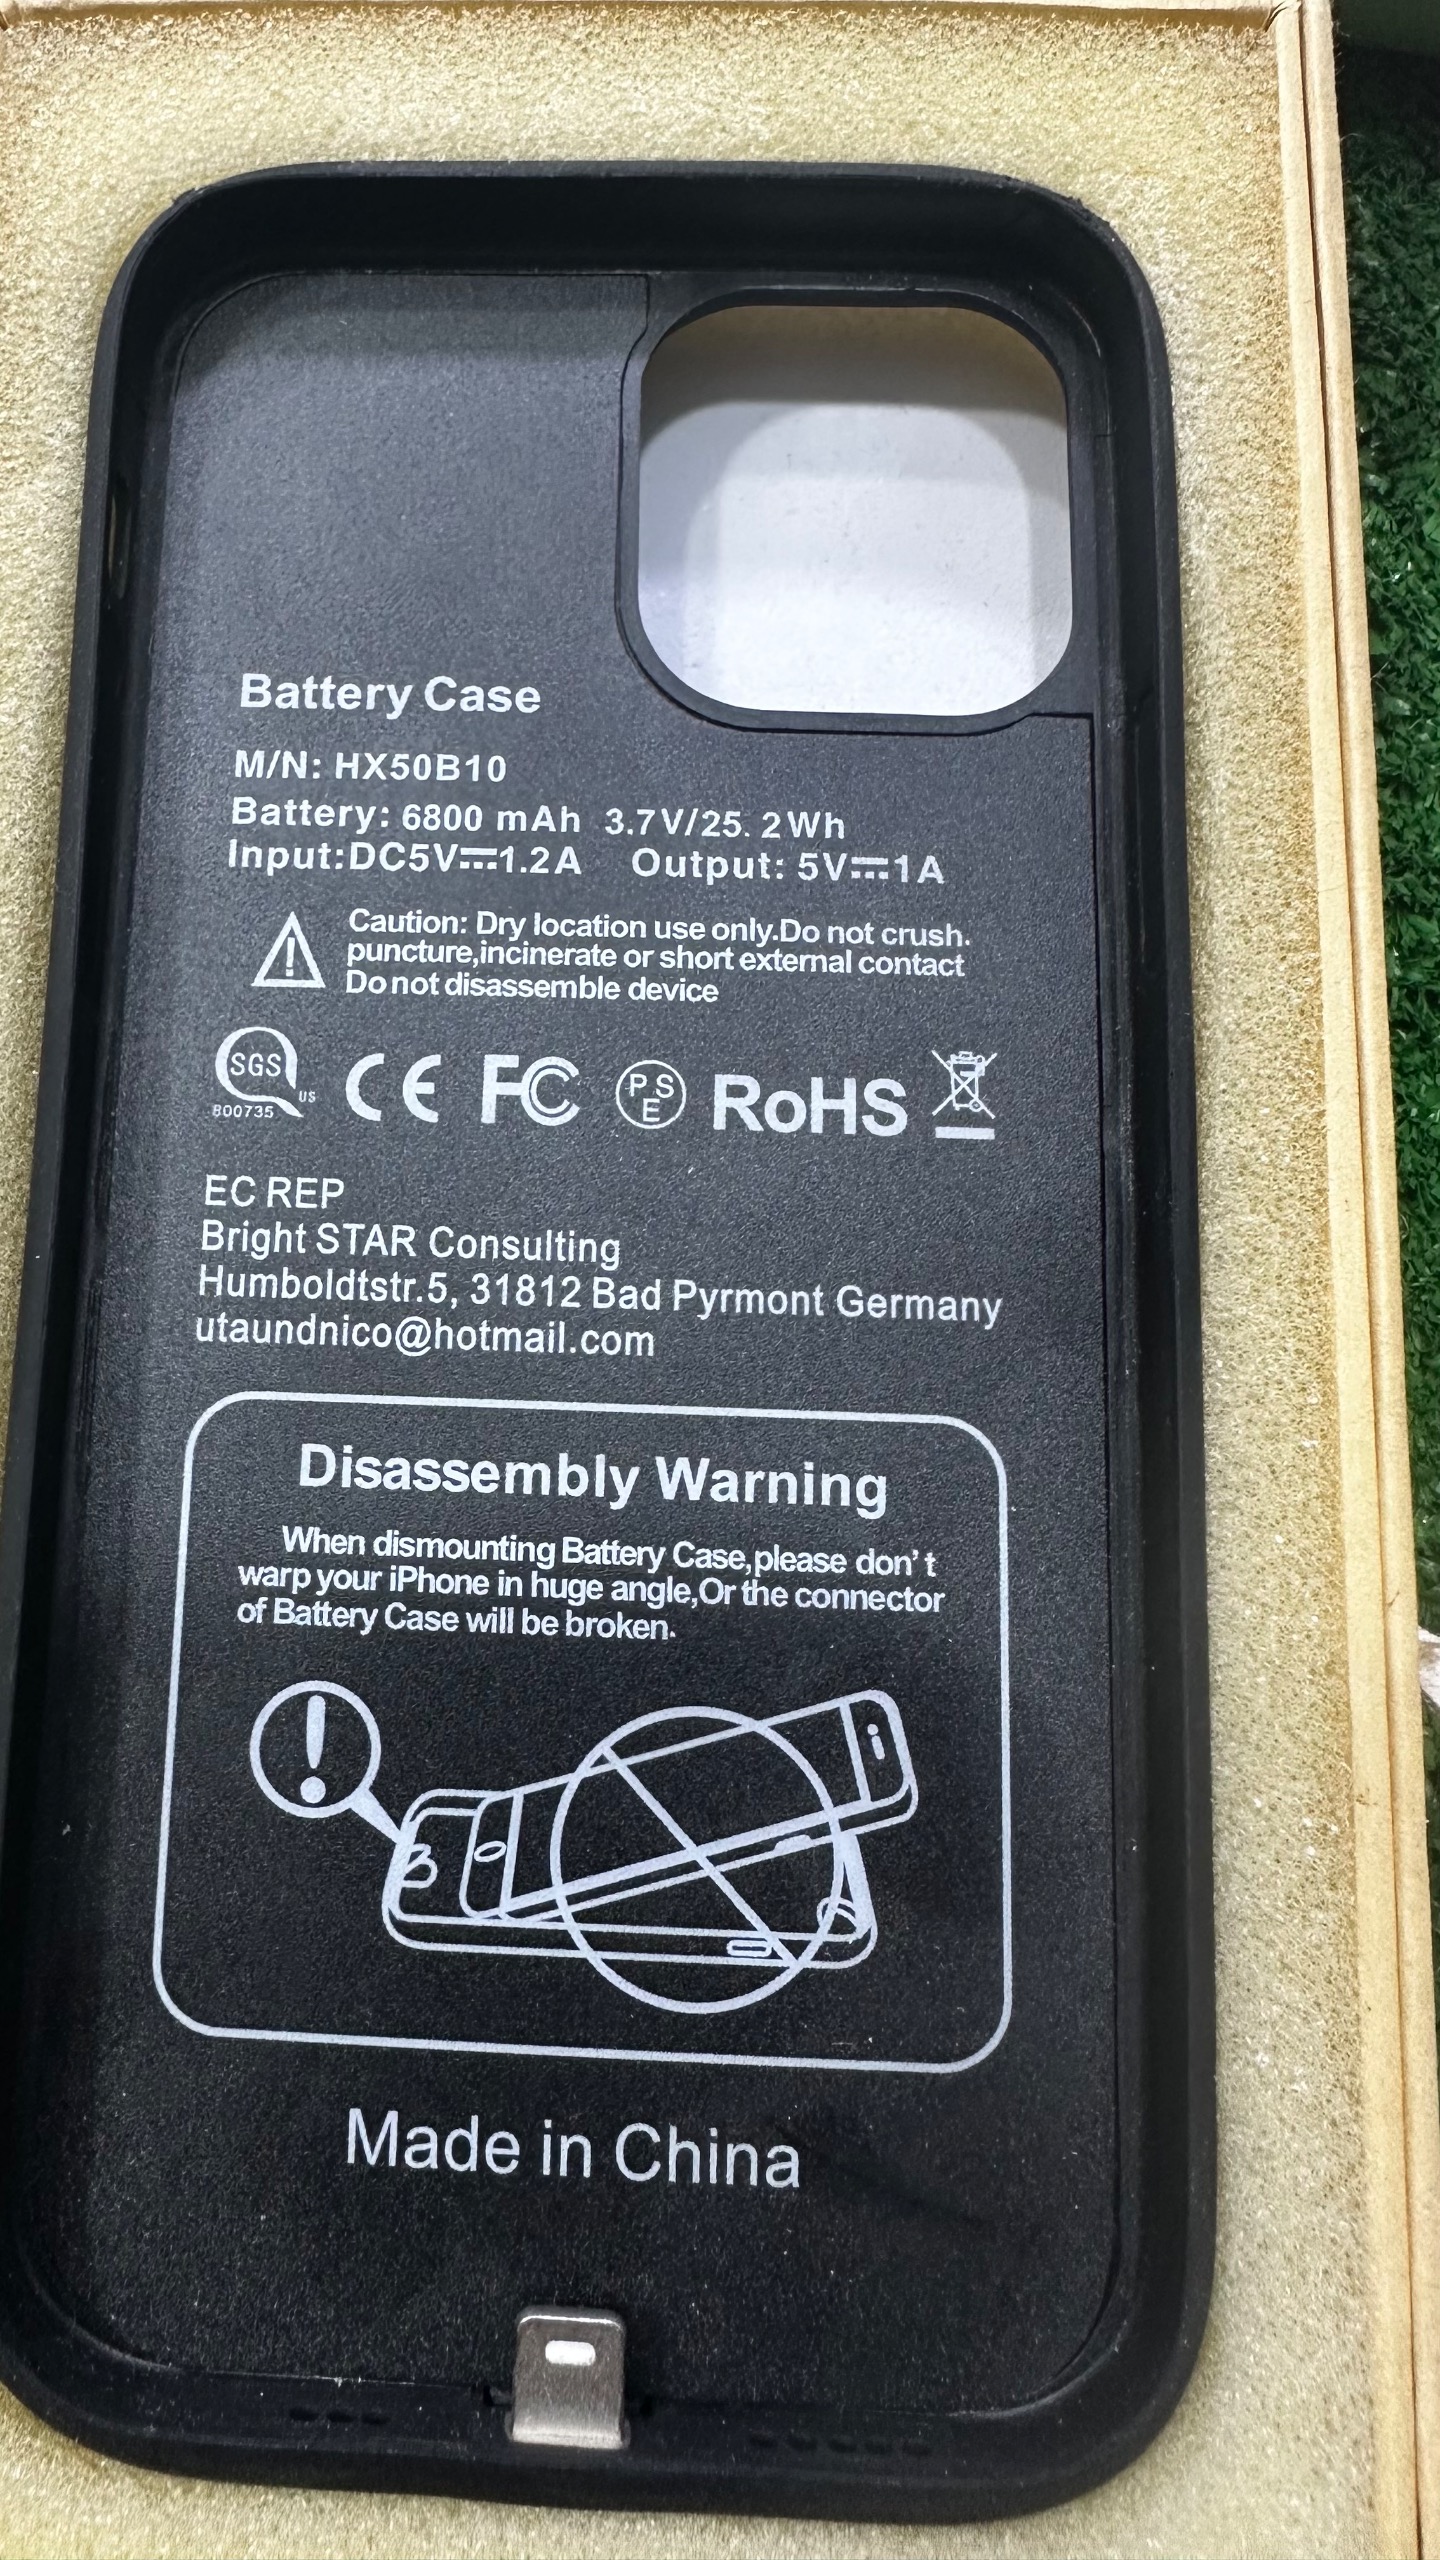 Battery Case
M/N: HX50B10
Battery: 6800 mAh 3.7V/25. 2Wh
Input:DC5V⎓1.2A Output: 5V⎓1A
Caution: Dry location use only.Do not crush.
puncture,incinerate or short external contact
Do not disassemble device
SGS
US
800735
CE FC PSE RoHS
EC REP
Bright STAR Consulting
Humboldtstr.5, 31812 Bad Pyrmont Germany
utaundnico@hotmail.com
Disassembly Warning
When dismounting Battery Case,please don't
warp your iPhone in huge angle,Or the connector
of Battery Case will be broken.
Made in China